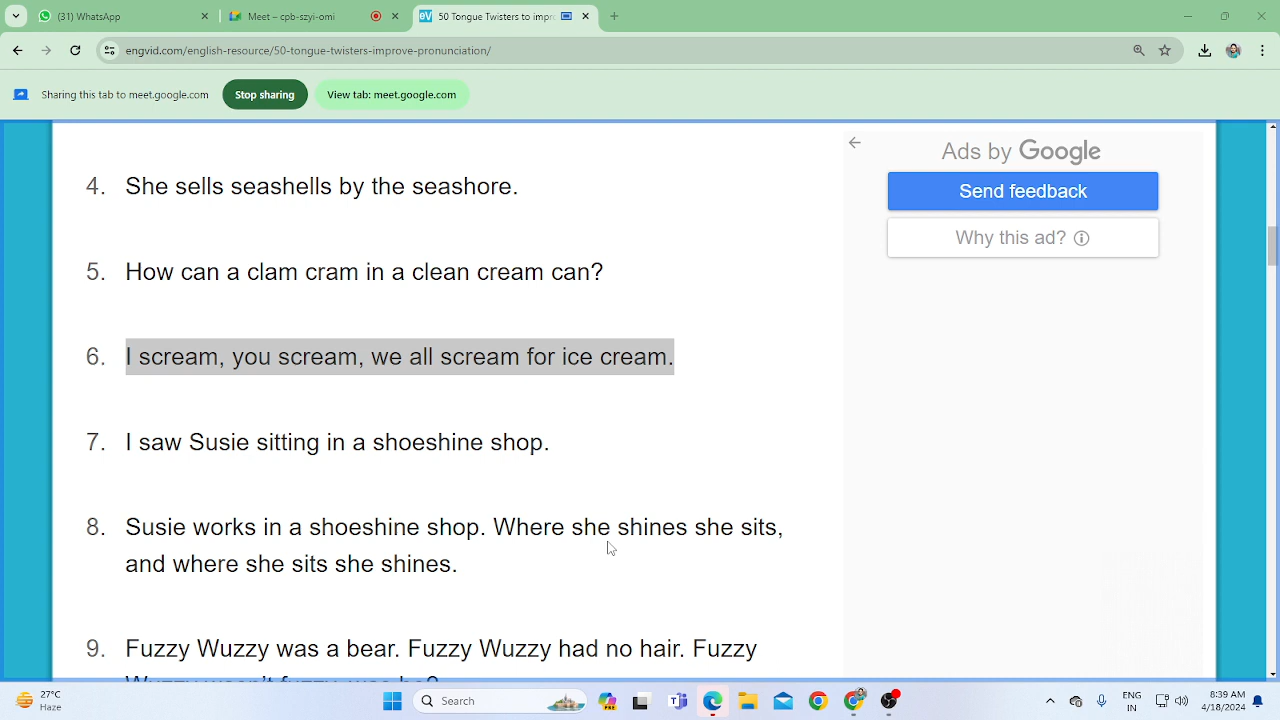 (31) WhatsApp
Meet – cpb-szyi-omi
50 Tongue Twisters to impr
engvid.com/english-resource/50-tongue-twisters-improve-pronunciation/
Sharing this tab to meet.google.com
Stop sharing
View tab: meet.google.com
4. She sells seashells by the seashore.
5. How can a clam cram in a clean cream can?
6. I scream, you scream, we all scream for ice cream.
7. I saw Susie sitting in a shoeshine shop.
8. Susie works in a shoeshine shop. Where she shines she sits,
and where she sits she shines.
9. Fuzzy Wuzzy was a bear. Fuzzy Wuzzy had no hair. Fuzzy
Wuzzy wasn't fuzzy, was he?
Ads by Google
Send feedback
Why this ad?
27°C
Haze
Search
ENG
IN
8:39 AM
4/18/2024